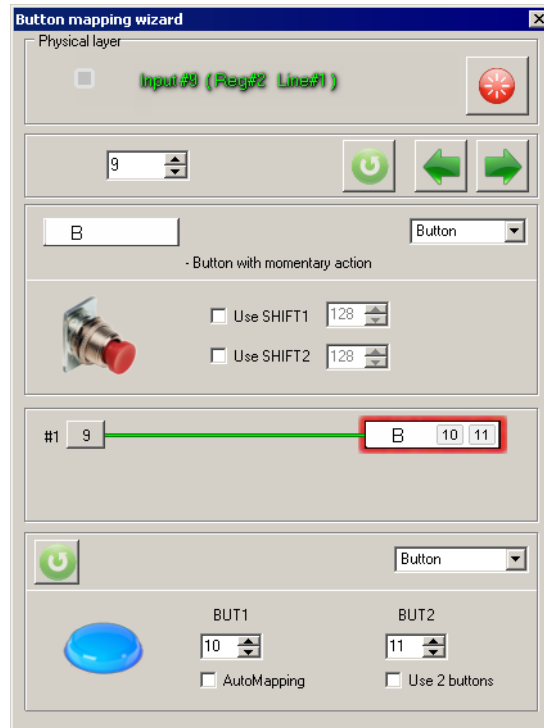 Button mapping wizard
Physical layer
Input #9 ( Reg#2 Line#1 )
9
B
Button
- Button with momentary action
Use SHIFT1 128
Use SHIFT2 128
#1 9 B 10 11
Button
BUT1 BUT2
10 11
AutoMapping Use 2 buttons